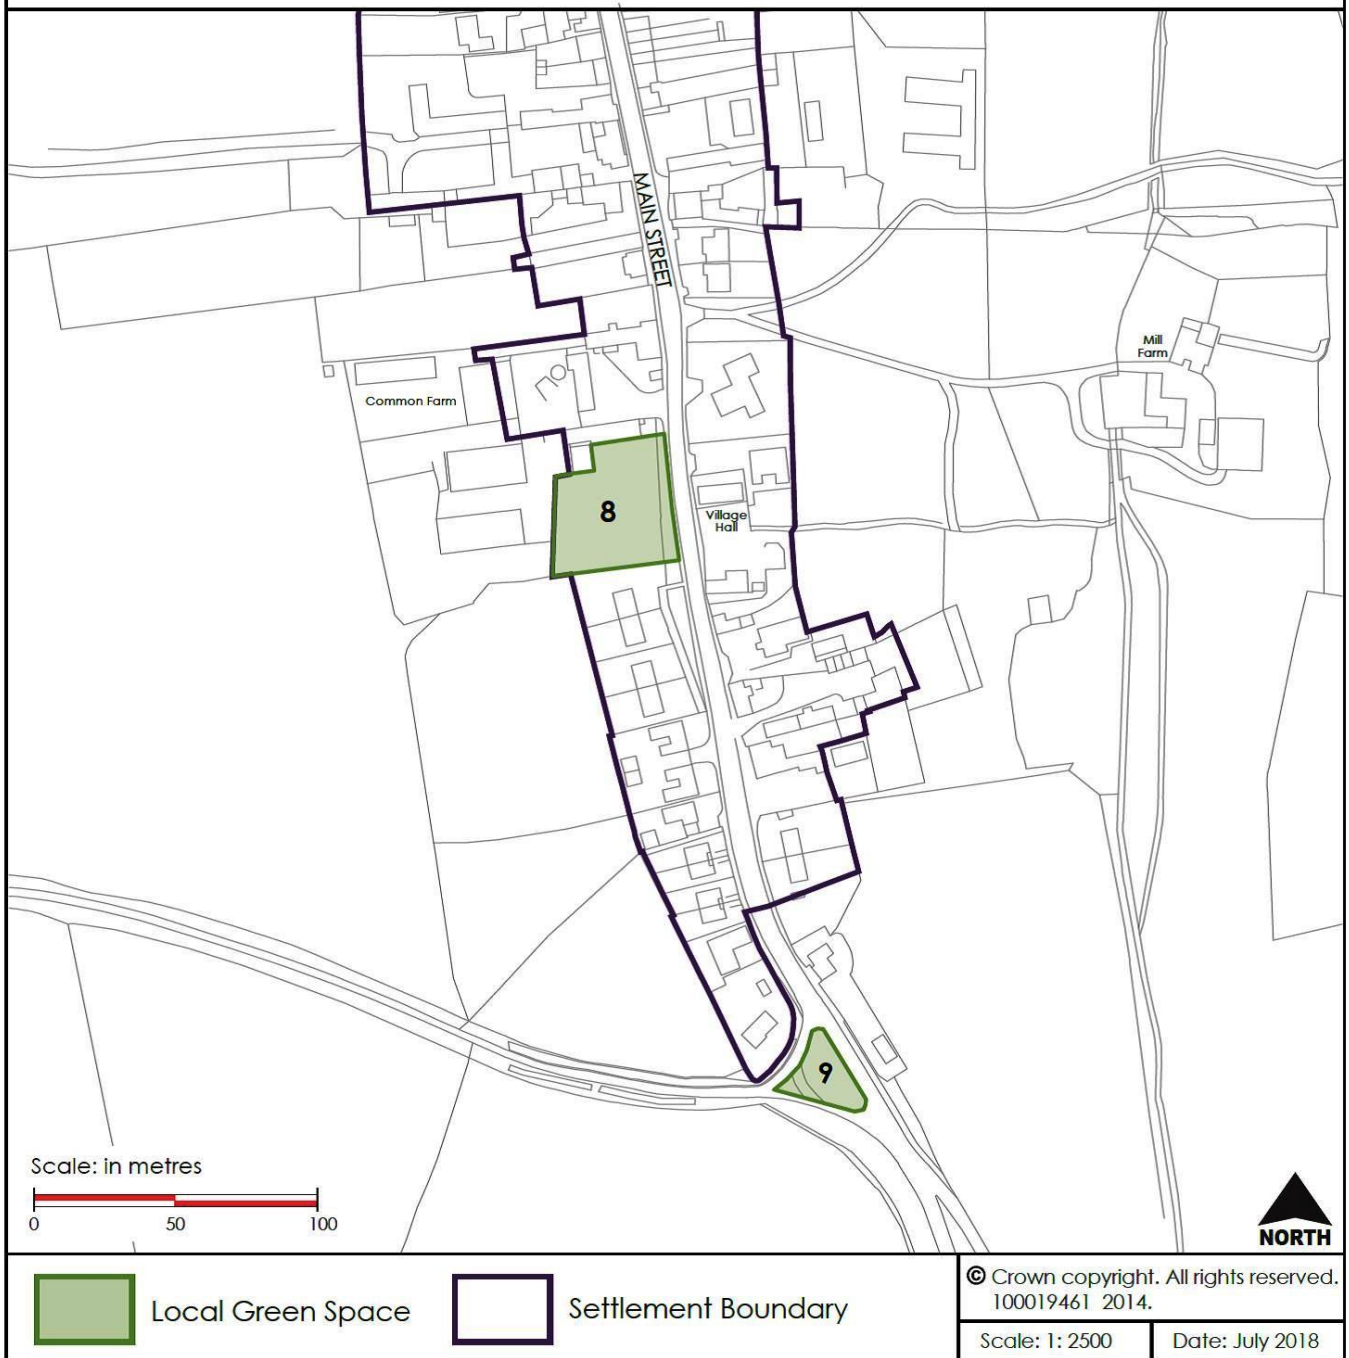 MAIN STREET
Mill
Farm
Common Farm
8
Village
Hall
9
Scale: in metres
0 50 100
NORTH
Local Green Space
Settlement Boundary
© Crown copyright. All rights reserved.
100019461 2014.
Scale: 1: 2500
Date: July 2018